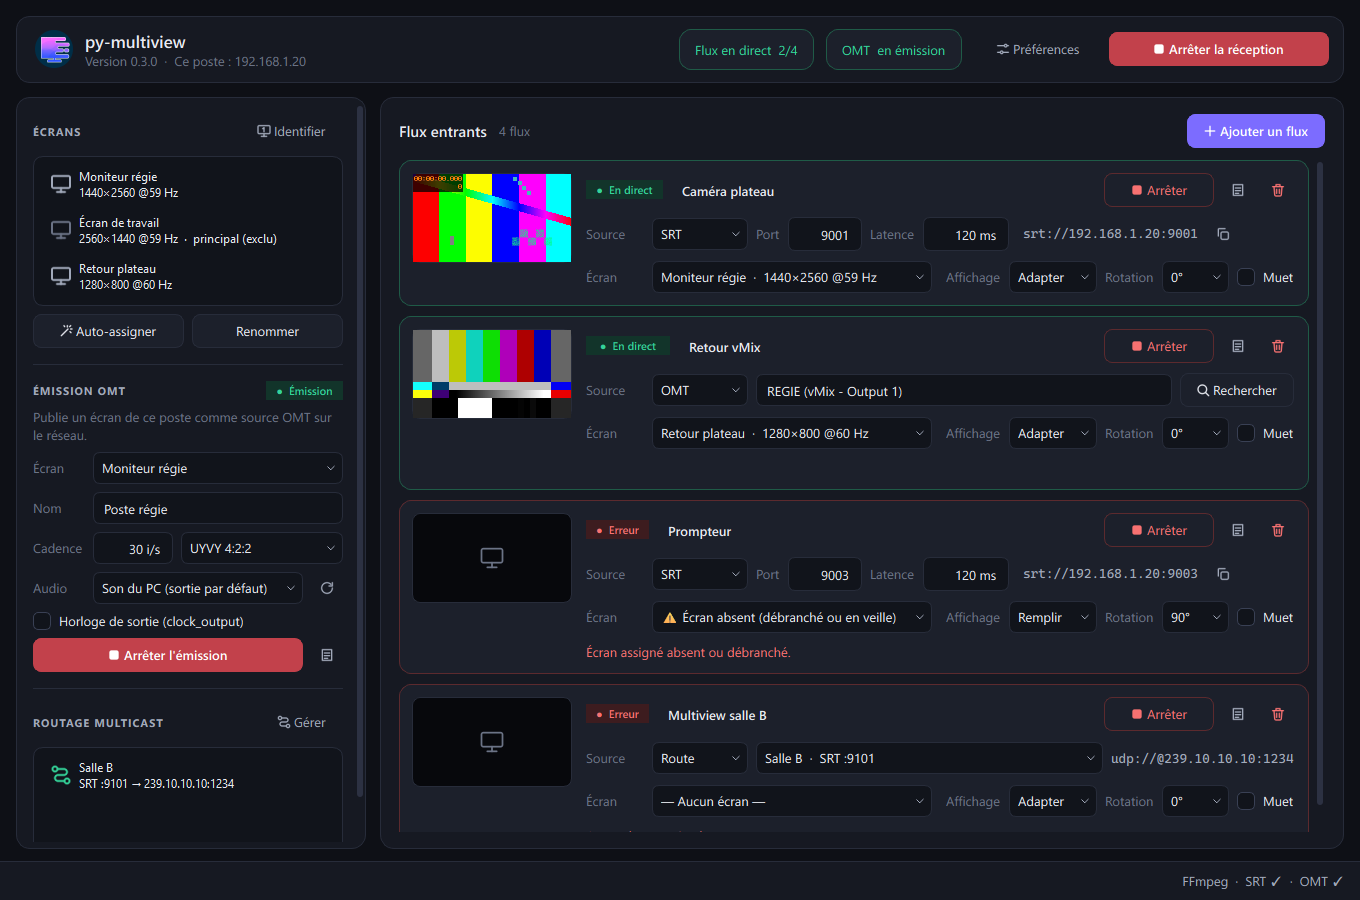 py-multiview
Version 0.3.0 · Ce poste : 192.168.1.20
Flux en direct 2/4
OMT en émission
Préférences
Arrêter la réception
ÉCRANS
Identifier
Moniteur régie
1440×2560 @59 Hz
Écran de travail
2560×1440 @59 Hz · principal (exclu)
Retour plateau
1280×800 @60 Hz
Auto-assigner
Renommer
ÉMISSION OMT
Émission
Publie un écran de ce poste comme source OMT sur
le réseau.
Écran Moniteur régie
Nom Poste régie
Cadence 30 i/s UYVY 4:2:2
Audio Son du PC (sortie par défaut)
Horloge de sortie (clock_output)
Arrêter l'émission
ROUTAGE MULTICAST
Gérer
Salle B
SRT :9101 → 239.10.10.10:1234
Flux entrants 4 flux
Ajouter un flux
00:00:00.000
0
En direct Caméra plateau Arrêter
Source SRT Port 9001 Latence 120 ms srt://192.168.1.20:9001
Écran Moniteur régie · 1440×2560 @59 Hz Affichage Adapter Rotation 0° Muet
En direct Retour vMix Arrêter
Source OMT REGIE (vMix - Output 1) Rechercher
Écran Retour plateau · 1280×800 @60 Hz Affichage Adapter Rotation 0° Muet
Erreur Prompteur Arrêter
Source SRT Port 9003 Latence 120 ms srt://192.168.1.20:9003
Écran Écran absent (débranché ou en veille) Affichage Remplir Rotation 90° Muet
Écran assigné absent ou débranché.
Erreur Multiview salle B Arrêter
Source Route Salle B · SRT :9101 udp://@239.10.10.10:1234
Écran — Aucun écran — Affichage Adapter Rotation 0° Muet
FFmpeg · SRT ✓ · OMT ✓